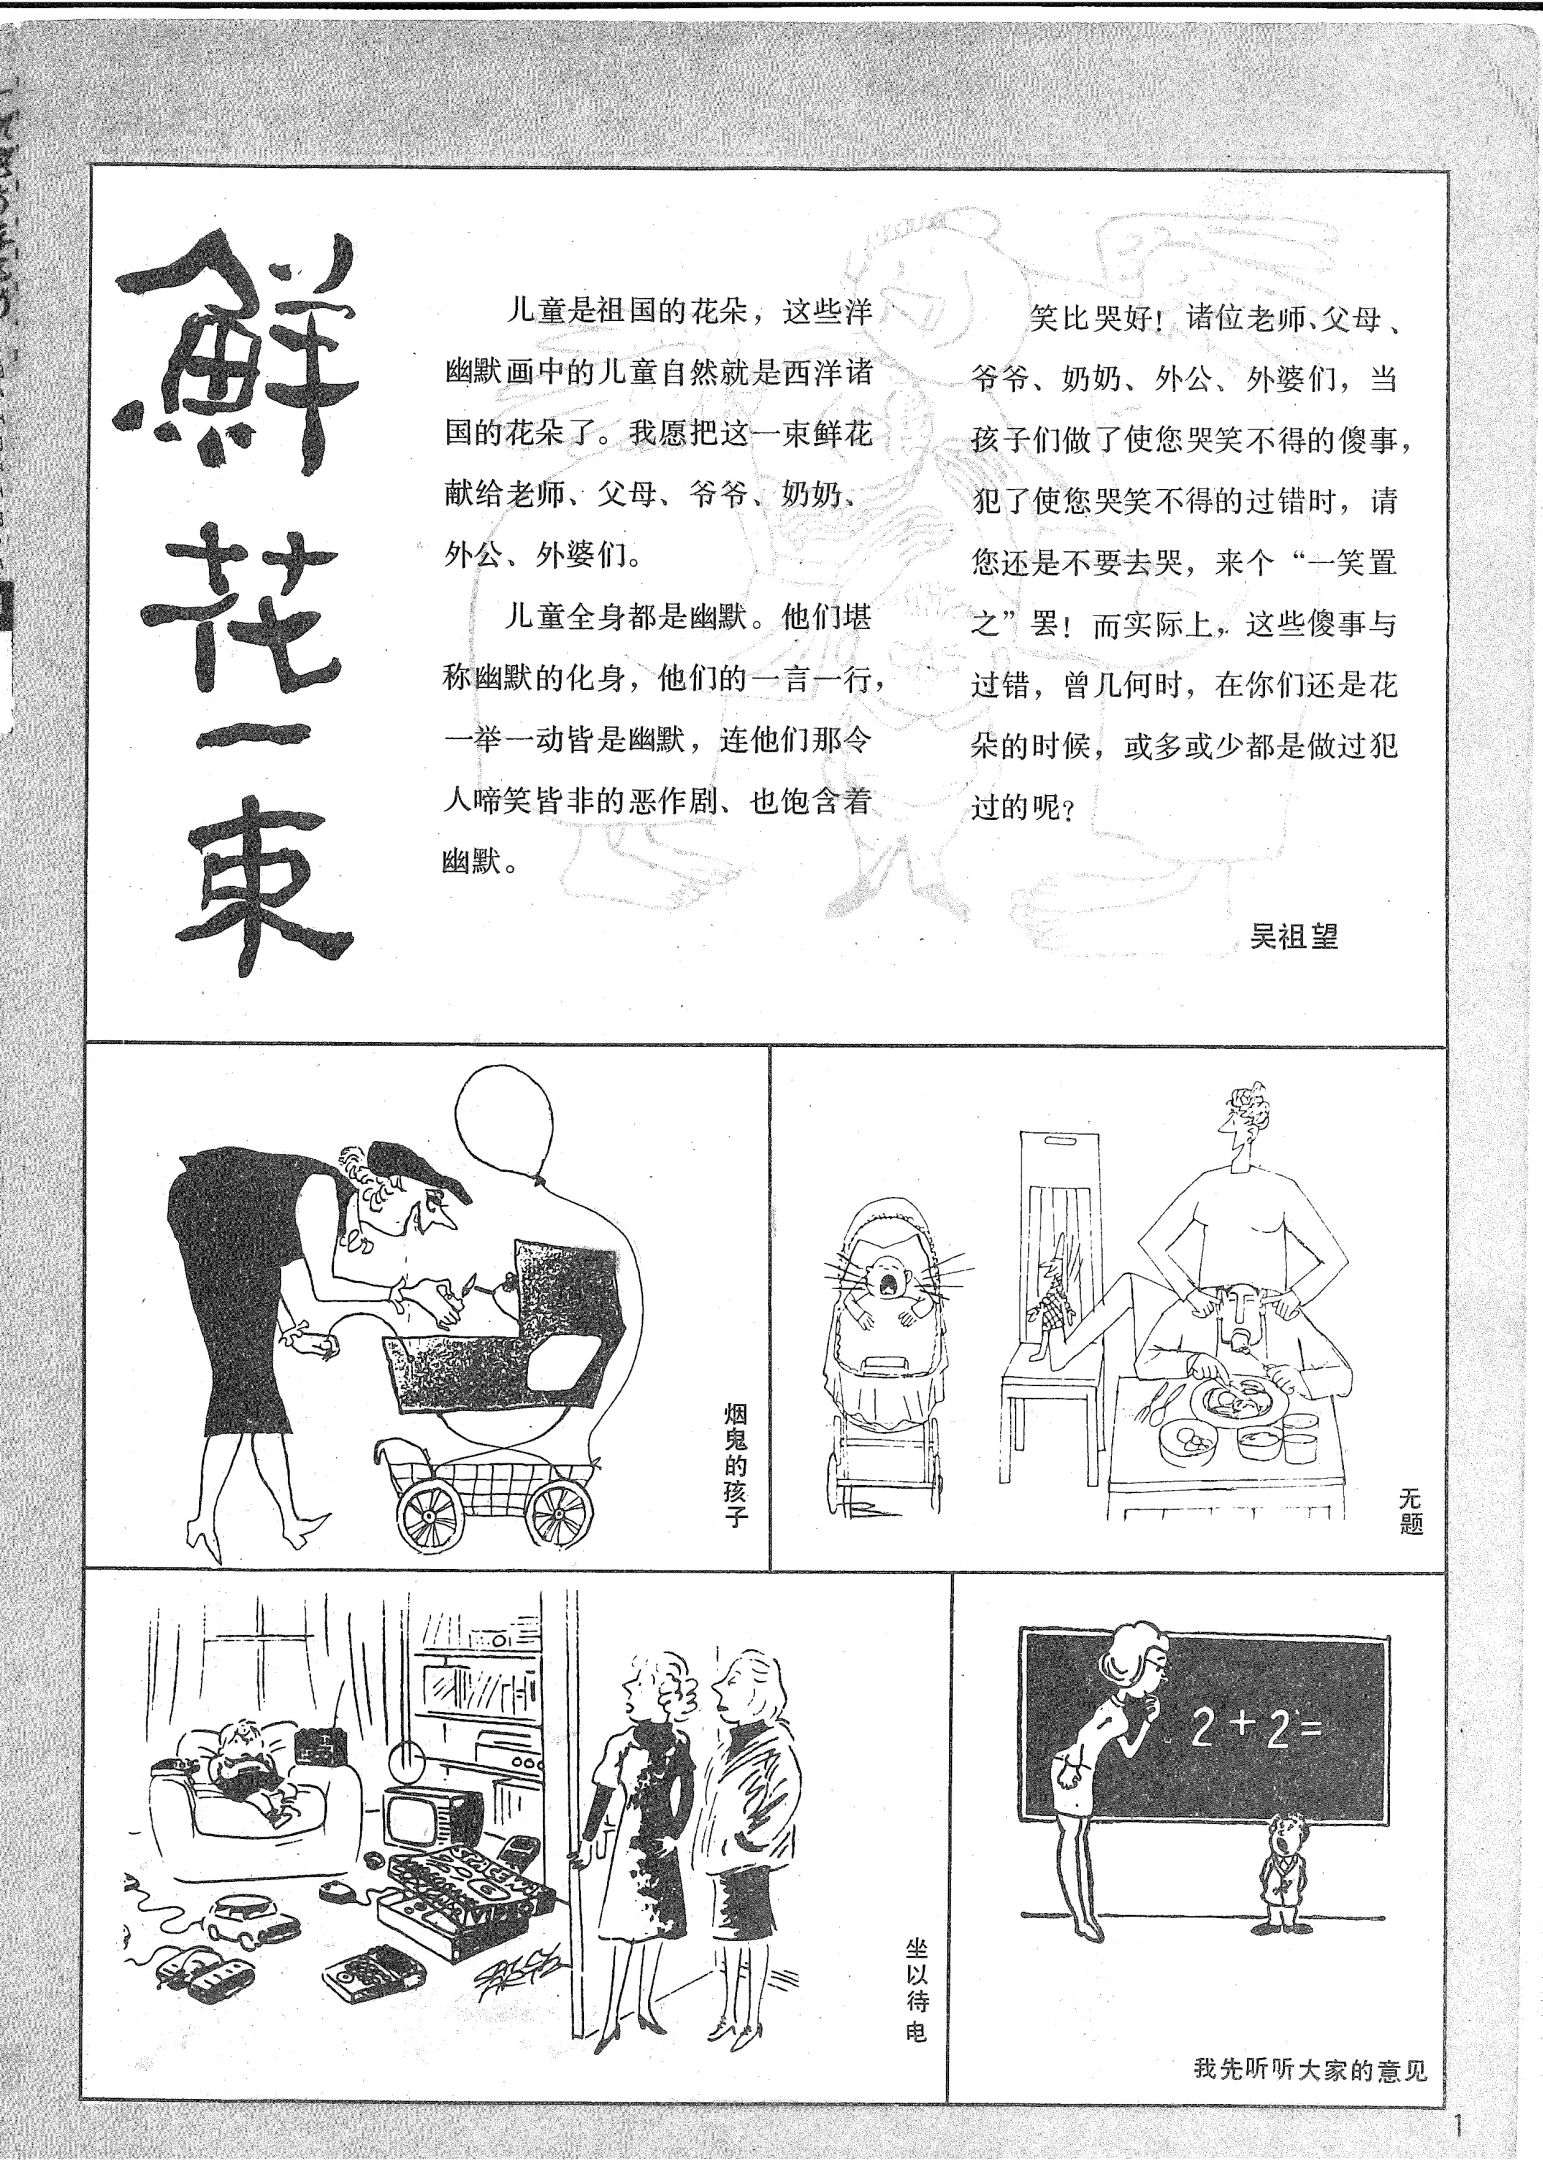 鮮花一束
儿童是祖国的花朵，这些洋
幽默画中的儿童自然就是西洋诸
国的花朵了。我愿把这一束鲜花
献给老师、父母、爷爷、奶奶、
外公、外婆们。
儿童全身都是幽默。他们堪
称幽默的化身，他们的一言一行，
一举一动皆是幽默，连他们那令
人啼笑皆非的恶作剧、也饱含着
幽默。
笑比哭好！诸位老师、父母、
爷爷、奶奶、外公、外婆们，当
孩子们做了使您哭笑不得的傻事，
犯了使您哭笑不得的过错时，请
您还是不要去哭，来个“一笑置
之”罢！而实际上，这些傻事与
过错，曾几何时，在你们还是花
朵的时候，或多或少都是做过犯
过的呢？
吴祖望
烟鬼的孩子
无题
坐以待电
2+2=
我先听听大家的意见
1